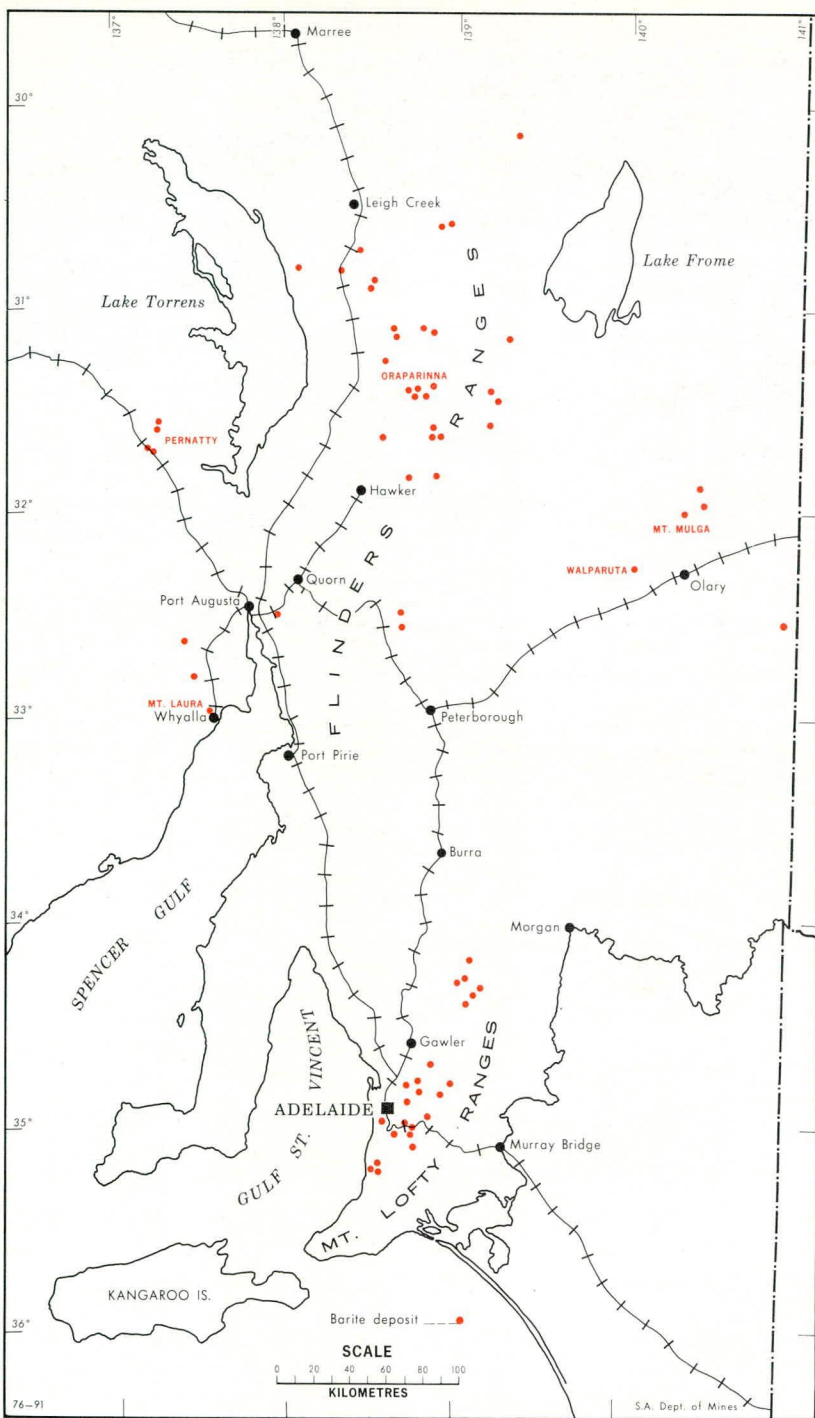 137°
138°
139°
140°
141°
Marree
30°
Leigh Creek
Lake Frome
Lake Torrens
31°
ORAPARINNA
PERNATTY
FLINDERS RANGES
Hawker
32°
MT. MULGA
WALPARUTA
Quorn
Olary
Port Augusta
MT. LAURA
Whyalla
33°
Peterborough
Port Pirie
Burra
34°
Morgan
SPENCER GULF
GULF ST. VINCENT
Gawler
ADELAIDE
MT. LOFTY RANGES
35°
Murray Bridge
KANGAROO IS.
Barite deposit
36°
SCALE
0 20 40 60 80 100
KILOMETRES
76-91
S.A. Dept. of Mines